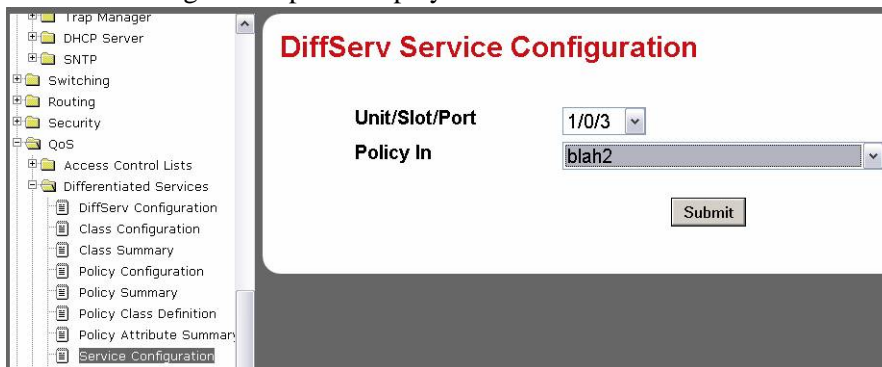 Trap Manager
DHCP Server
SNTP
Switching
Routing
Security
QoS
Access Control Lists
Differentiated Services
DiffServ Configuration
Class Configuration
Class Summary
Policy Configuration
Policy Summary
Policy Class Definition
Policy Attribute Summary
Service Configuration
DiffServ Service Configuration
Unit/Slot/Port 1/0/3
Policy In blah2
Submit